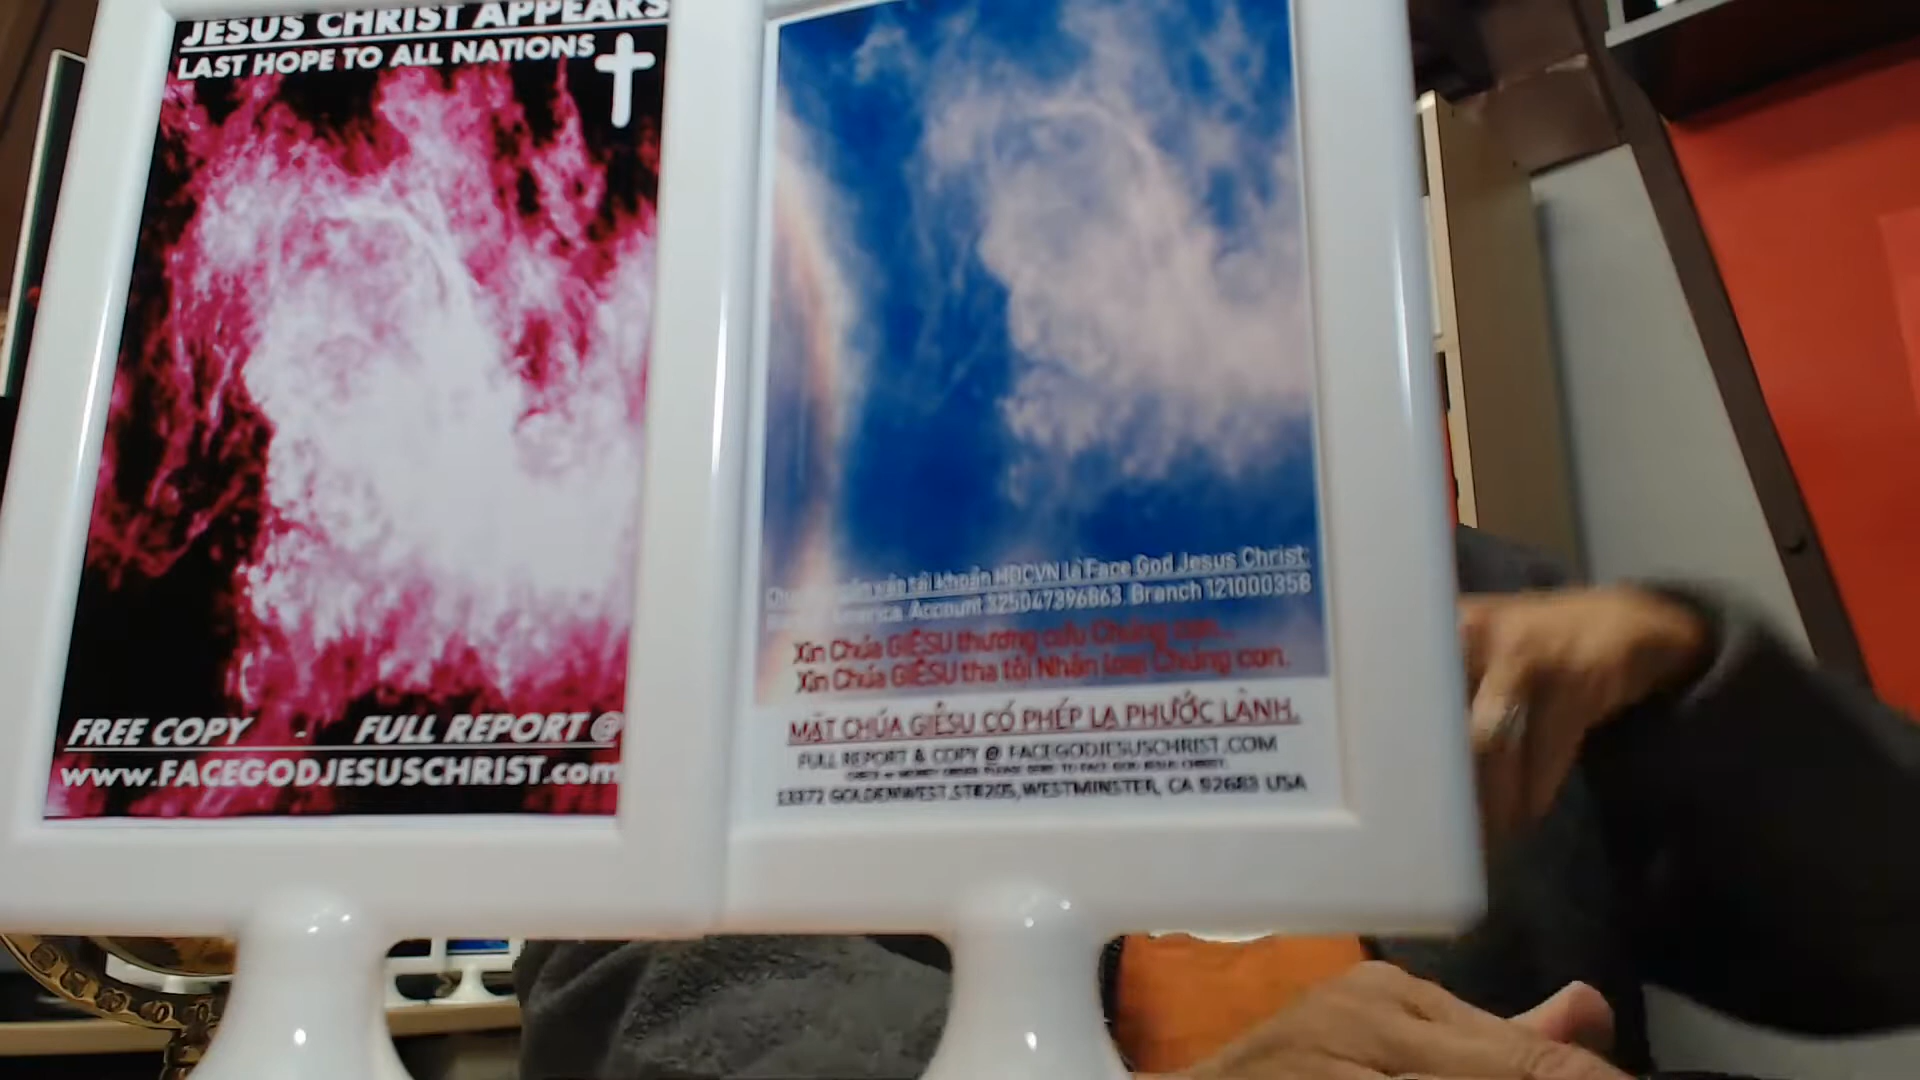 JESUS CHRIST APPEARS
LAST HOPE TO ALL NATIONS
FREE COPY - FULL REPORT @
www.FACEGODJESUSCHRIST.com
tài khoản HDCVN là Face God Jesus Christ;
America. Account 325047396863. Branch 121000358
Xin Chúa GIÊSU thương cứu Chúng con...
Xin Chúa GIÊSU tha tội Nhân Loại Chúng con.
MẶT CHÚA GIÊSU CÓ PHÉP LẠ PHƯỚC LÀNH.
FULL REPORT & COPY @ FACEGODJESUSCHRIST.COM
13372 GOLDENWEST,STE205, WESTMINSTER, CA 92683 USA